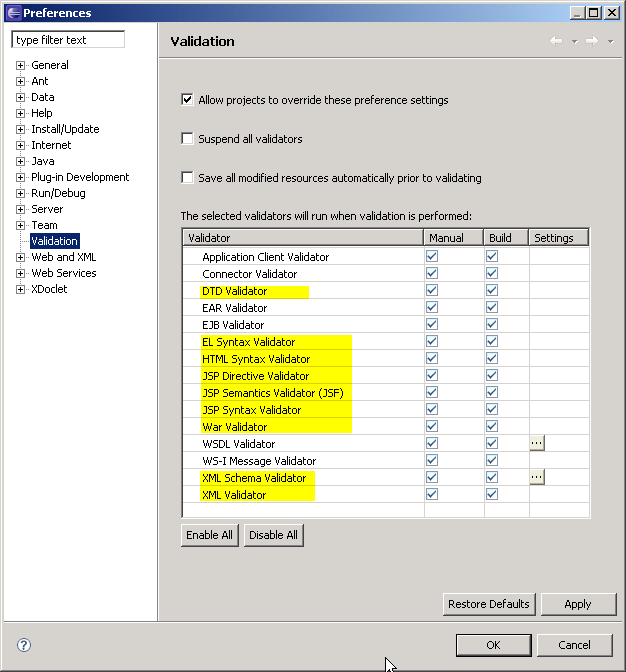 Preferences
type filter text
General
Ant
Data
Help
Install/Update
Internet
Java
Plug-in Development
Run/Debug
Server
Team
Validation
Web and XML
Web Services
XDoclet
Validation
Allow projects to override these preference settings
Suspend all validators
Save all modified resources automatically prior to validating
The selected validators will run when validation is performed:
Validator Manual Build Settings
Application Client Validator
Connector Validator
DTD Validator
EAR Validator
EJB Validator
EL Syntax Validator
HTML Syntax Validator
JSP Directive Validator
JSP Semantics Validator (JSF)
JSP Syntax Validator
War Validator
WSDL Validator ...
WS-I Message Validator
XML Schema Validator ...
XML Validator
Enable All Disable All
Restore Defaults Apply
? OK Cancel